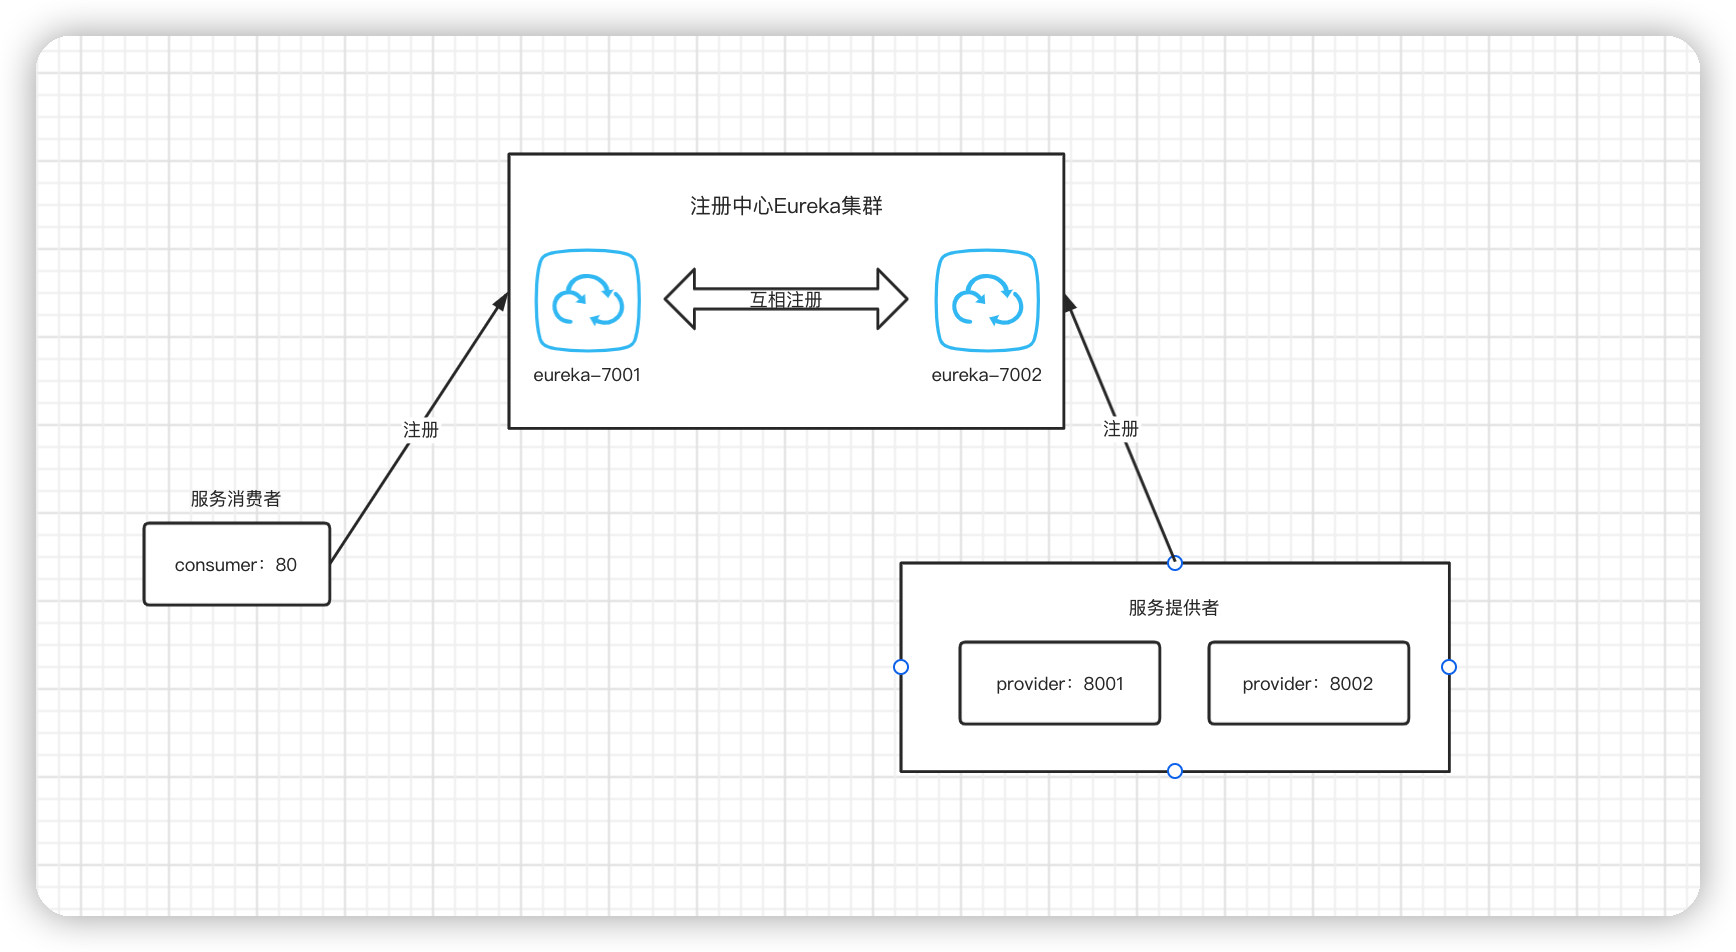 注册中心Eureka集群
互相注册
eureka-7001
eureka-7002
注册
注册
服务消费者
consumer：80
服务提供者
provider：8001
provider：8002